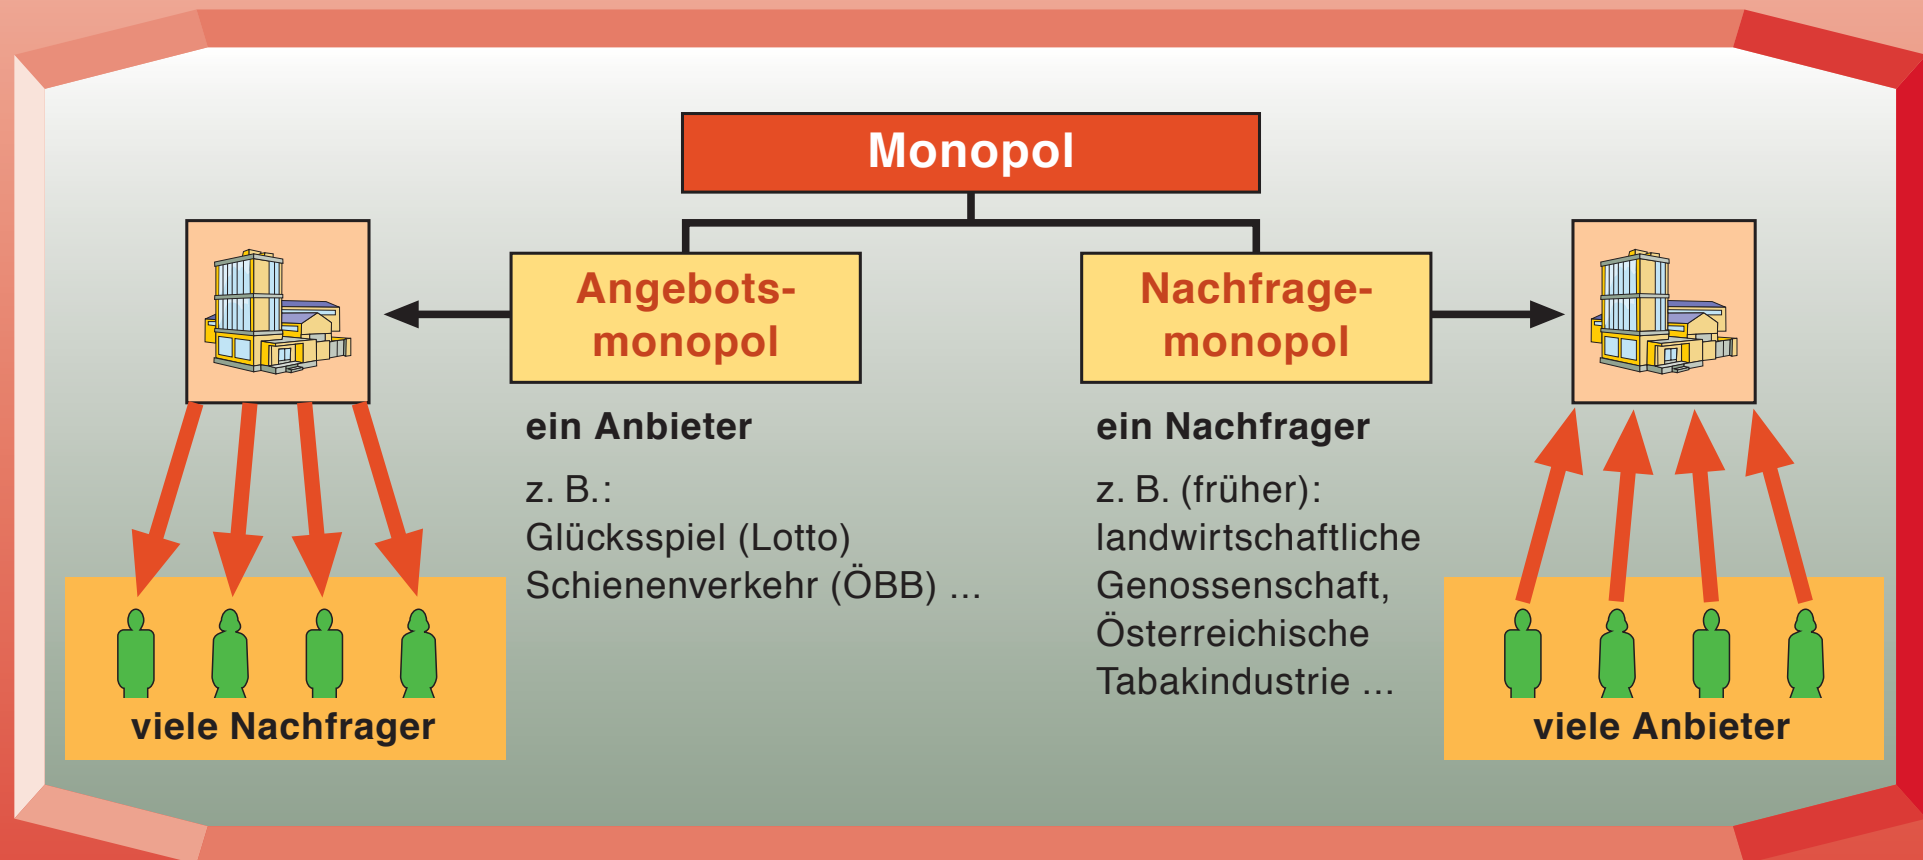 Monopol
Angebots-
monopol
ein Anbieter
z. B.:
Glücksspiel (Lotto)
Schienenverkehr (ÖBB) ...
viele Nachfrager
Nachfrage-
monopol
ein Nachfrager
z. B. (früher):
landwirtschaftliche
Genossenschaft,
Österreichische
Tabakindustrie ...
viele Anbieter